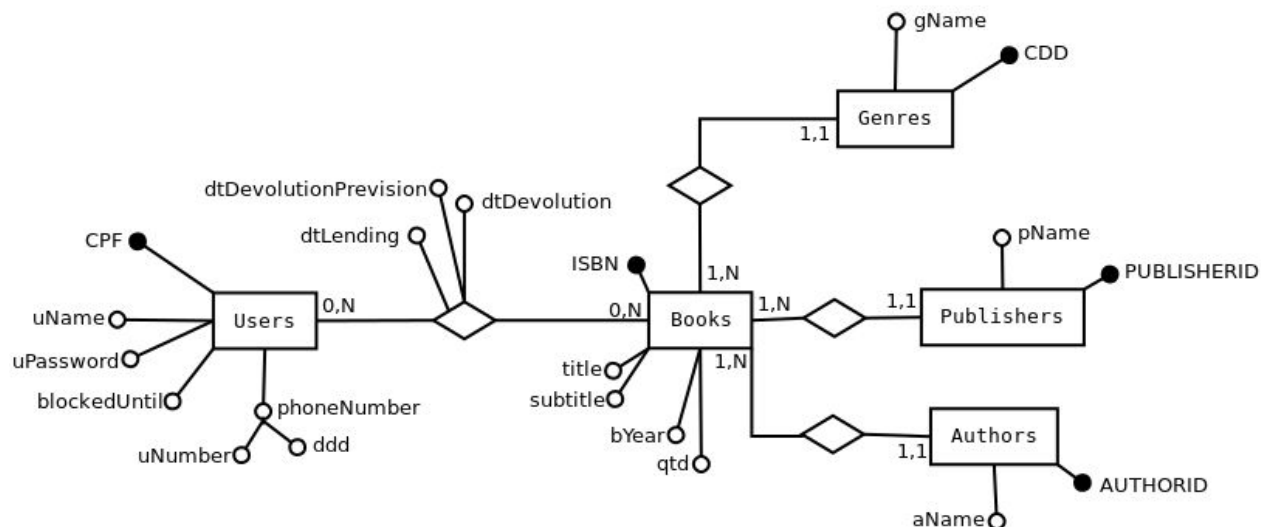 gName
CDD
Genres
1,1
dtDevolutionPrevision
dtDevolution
dtLending
CPF
ISBN
1,N
pName
PUBLISHERID
uName
Users
0,N
0,N
Books
1,N
1,1
Publishers
uPassword
title
1,N
blockedUntil
subtitle
phoneNumber
bYear
Authors
uNumber
ddd
qtd
1,1
AUTHORID
aName